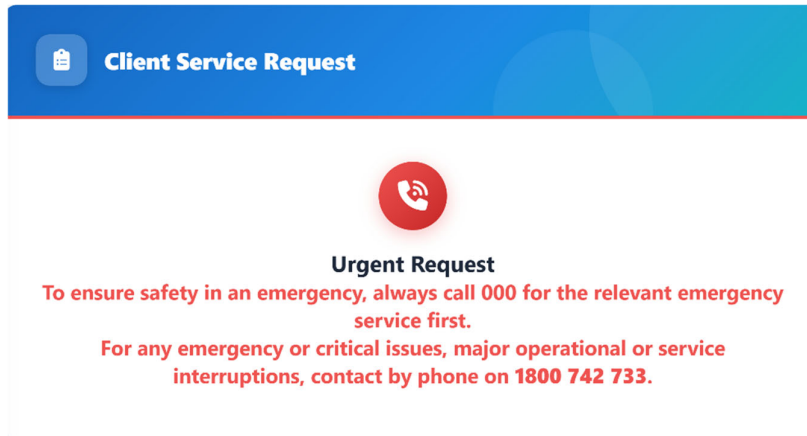 Client Service Request
Urgent Request
To ensure safety in an emergency, always call 000 for the relevant emergency
service first.
For any emergency or critical issues, major operational or service
interruptions, contact by phone on 1800 742 733.